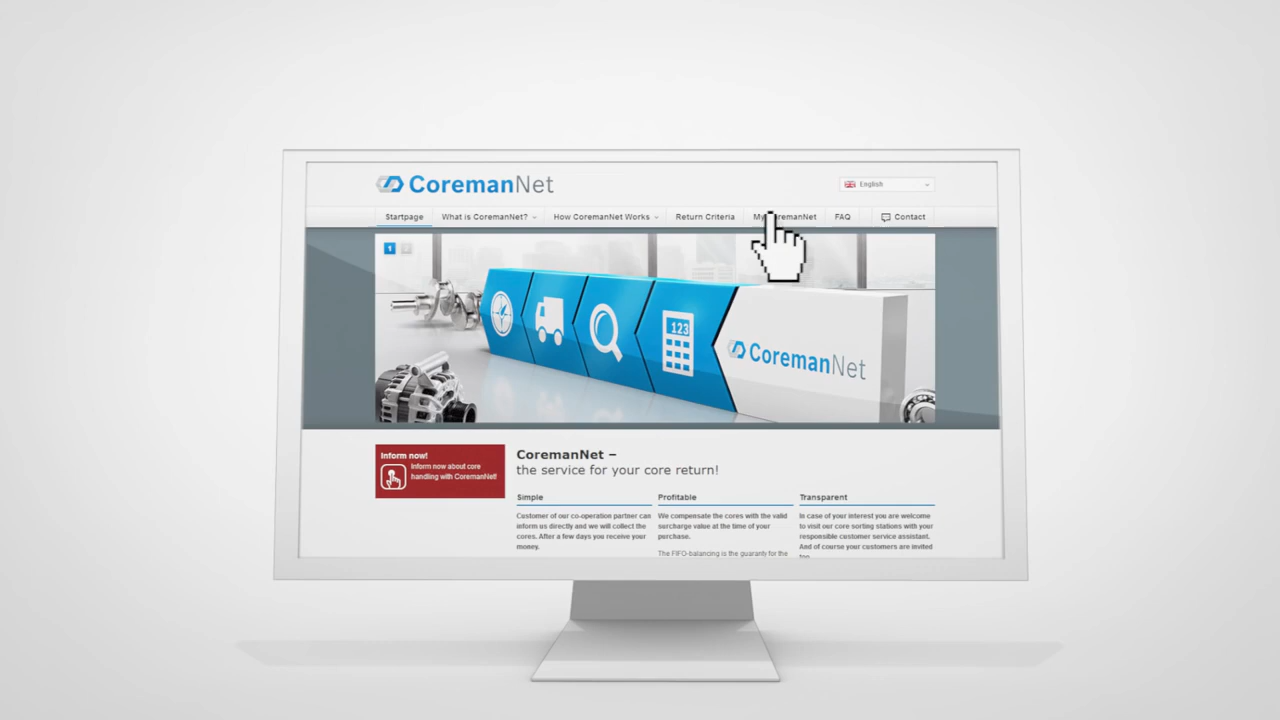 CoremanNet
English
Startpage What is CoremanNet? How CoremanNet Works Return Criteria My CoremanNet FAQ Contact
1 2
123
CoremanNet
Inform now!
Inform now about core
handling with CoremanNet!
CoremanNet –
the service for your core return!
Simple
Customer of our co-operation partner can
inform us directly and we will collect the
cores. After a few days you receive your
money.
Profitable
We compensate the cores with the valid
surcharge value at the time of your
purchase.
The FIFO-balancing is the guaranty for the
Transparent
In case of your interest you are welcome
to visit our core sorting stations with your
responsible customer service assistant.
And of course your customers are invited
too.